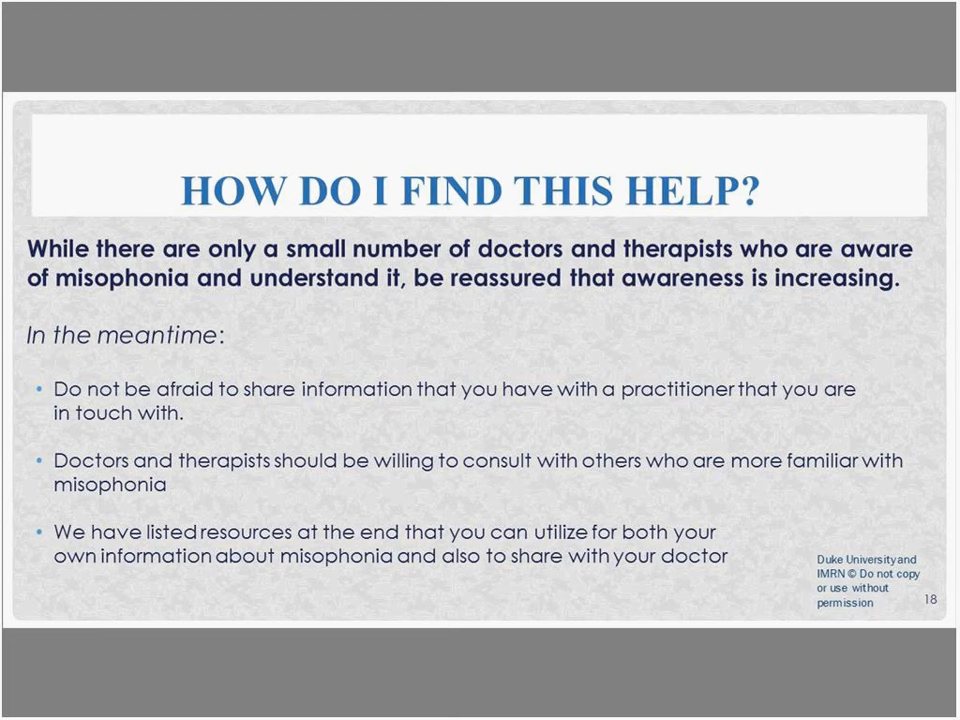 HOW DO I FIND THIS HELP?
While there are only a small number of doctors and therapists who are aware
of misophonia and understand it, be reassured that awareness is increasing.
In the meantime:
• Do not be afraid to share information that you have with a practitioner that you are
in touch with.
• Doctors and therapists should be willing to consult with others who are more familiar with
misophonia
• We have listed resources at the end that you can utilize for both your
own information about misophonia and also to share with your doctor
Duke University and
IMRN © Do not copy
or use without
permission
18